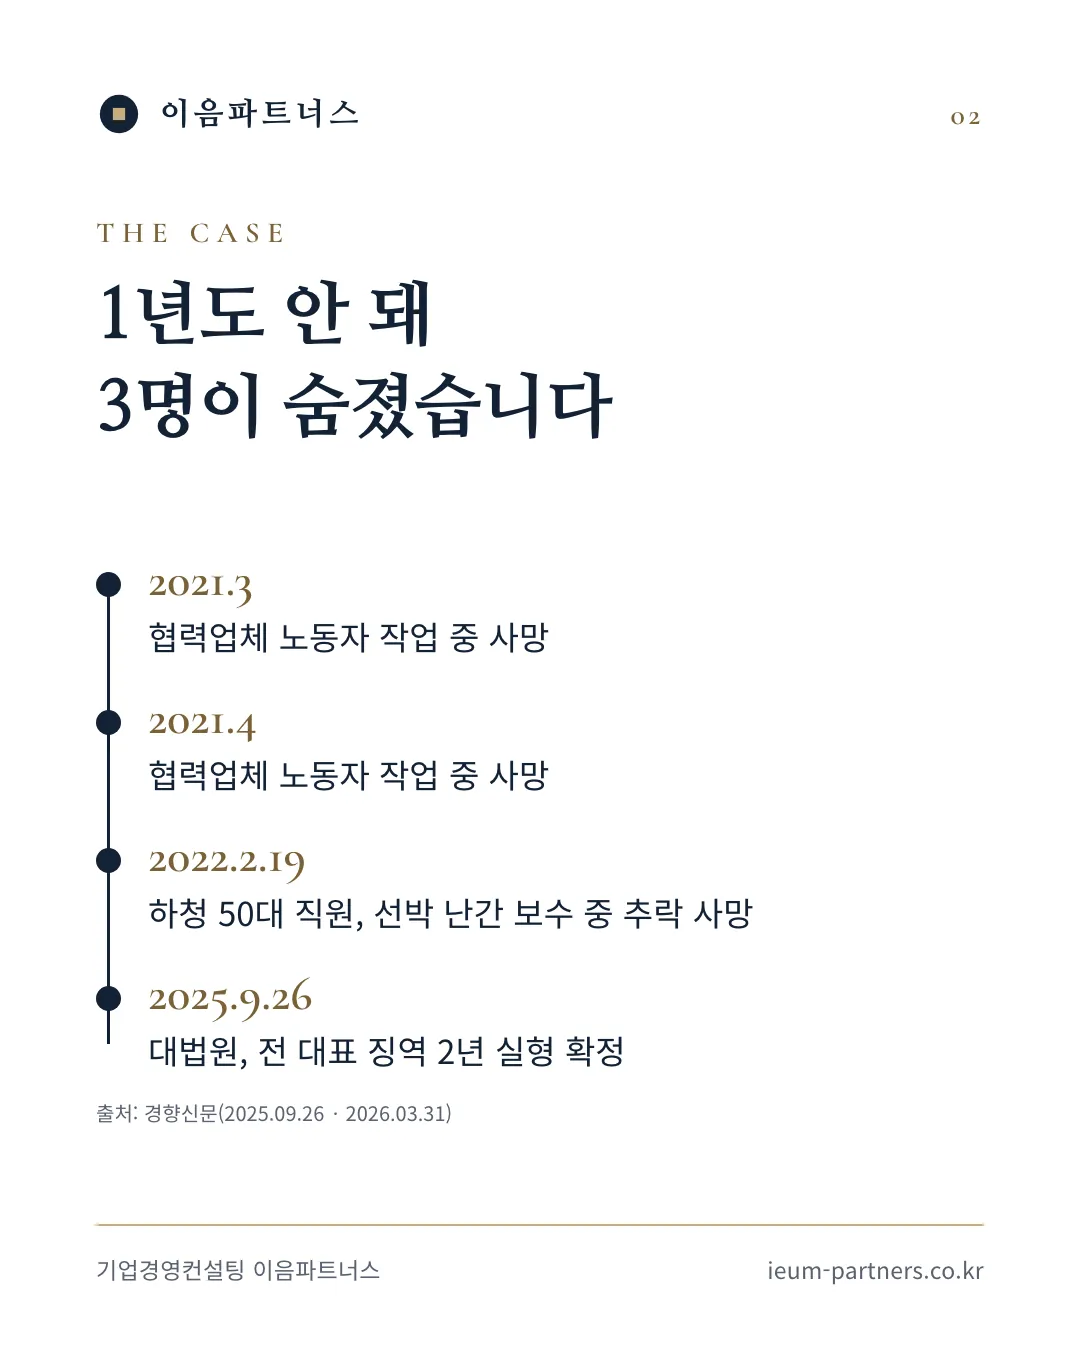 이음파트너스
02
THE CASE
1년도 안 돼
3명이 숨졌습니다
2021.3
협력업체 노동자 작업 중 사망
2021.4
협력업체 노동자 작업 중 사망
2022.2.19
하청 50대 직원, 선박 난간 보수 중 추락 사망
2025.9.26
대법원, 전 대표 징역 2년 실형 확정
출처: 경향신문(2025.09.26 · 2026.03.31)
기업경영컨설팅 이음파트너스
ieum-partners.co.kr